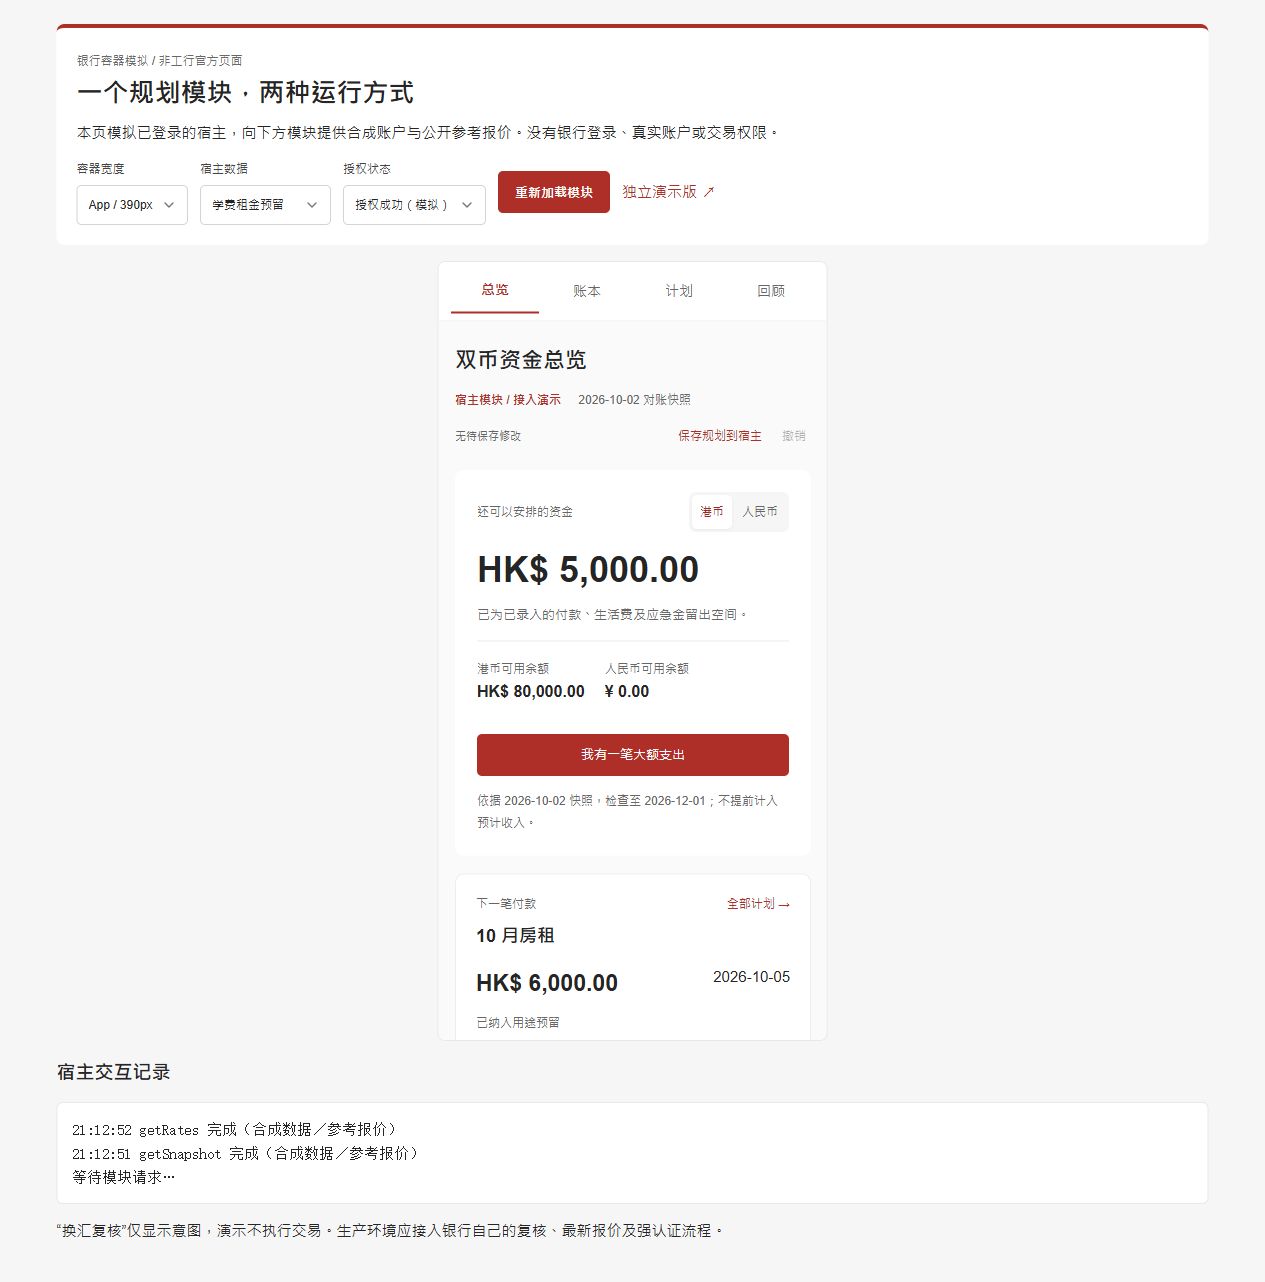 银行容器模拟 / 非工行官方页面
一个规划模块，两种运行方式
本页模拟已登录的宿主，向下方模块提供合成账户与公开参考报价。没有银行登录、真实账户或交易权限。
容器宽度
宿主数据
授权状态
App / 390px
学费租金预留
授权成功（模拟）
重新加载模块
独立演示版 ↗
总览
账本
计划
回顾
双币资金总览
宿主模块 / 接入演示
2026-10-02 对账快照
无待保存修改
保存规划到宿主
撤销
还可以安排的资金
港币
人民币
HK$ 5,000.00
已为已录入的付款、生活费及应急金留出空间。
港币可用余额
人民币可用余额
HK$ 80,000.00
¥ 0.00
我有一笔大额支出
依据 2026-10-02 快照，检查至 2026-12-01；不提前计入
预计收入。
下一笔付款
全部计划 →
10 月房租
HK$ 6,000.00
2026-10-05
已纳入用途预留
宿主交互记录
21:12:52 getRates 完成（合成数据／参考报价）
21:12:51 getSnapshot 完成（合成数据／参考报价）
等待模块请求…
“换汇复核”仅显示意图，演示不执行交易。生产环境应接入银行自己的复核、最新报价及强认证流程。